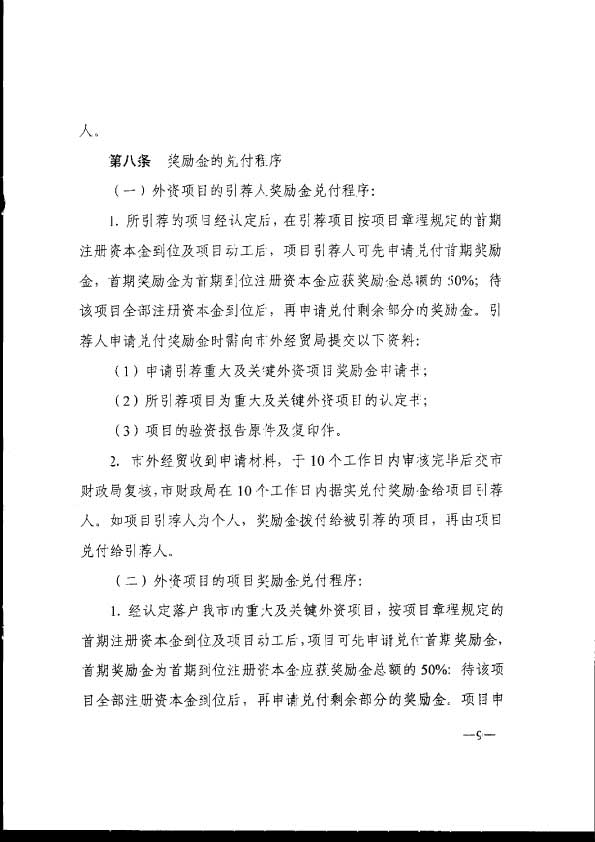 人。
第八条 奖励金的兑付程序
（一）外资项目的引荐人奖励金兑付程序：
1. 所引荐的项目经认定后，在引荐项目按项目章程规定的首期
注册资本金到位及项目动工后，项目引荐人可先申请兑付首期奖励
金，首期奖励金为首期到位注册资本金应获奖励金总额的 50%；待
该项目全部注册资本金到位后，再申请兑付剩余部分的奖励金。引
荐人申请兑付奖励金时需向市外经贸局提交以下资料：
（1）申请引荐重大及关键外资项目奖励金申请书；
（2）所引荐项目为重大及关键外资项目的认定书；
（3）项目的验资报告原件及复印件。
2. 市外经贸收到申请材料，于 10 个工作日内审核完毕后交市
财政局复核，市财政局在 10 个工作日内据实兑付奖励金给项目引荐
人。如项目引荐人为个人，奖励金拨付给被引荐的项目，再由项目
兑付给引荐人。
（二）外资项目的项目奖励金兑付程序：
1. 经认定落户我市的重大及关键外资项目，按项目章程规定的
首期注册资本金到位及项目动工后，项目可先申请兑付首期奖励金，
首期奖励金为首期到位注册资本金应获奖励金总额的 50%：待该项
目全部注册资本金到位后，再申请兑付剩余部分的奖励金。项目申
—9—